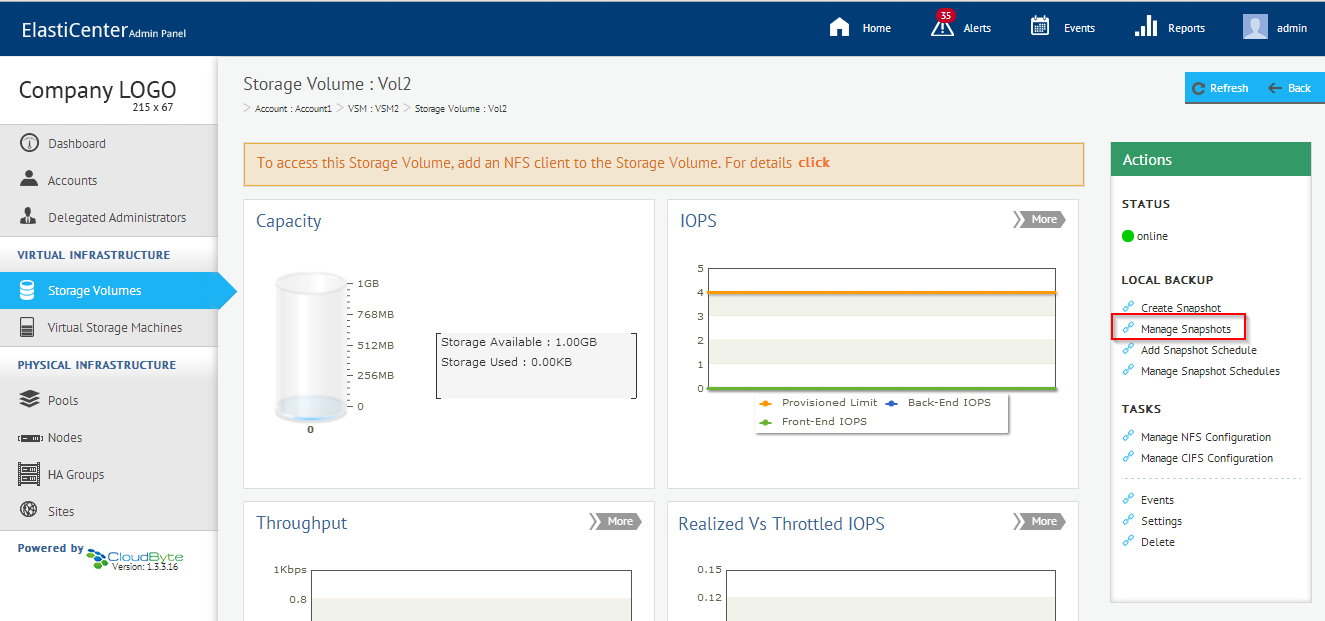 ElastiCenter Admin Panel
Home
35
Alerts
Events
Reports
admin
Company LOGO
215 x 67
Dashboard
Accounts
Delegated Administrators
VIRTUAL INFRASTRUCTURE
Storage Volumes
Virtual Storage Machines
PHYSICAL INFRASTRUCTURE
Pools
Nodes
HA Groups
Sites
Powered by CloudByte
Version: 1.3.3.16
Storage Volume : Vol2
Account : Account1 > VSM : VSM2 > Storage Volume : Vol2
Refresh
Back
To access this Storage Volume, add an NFS client to the Storage Volume. For details click
Capacity
1GB
768MB
512MB
256MB
0
0
Storage Available : 1.00GB
Storage Used : 0.00KB
IOPS
More
5
4
3
2
1
0
Provisioned Limit
Back-End IOPS
Front-End IOPS
Throughput
More
1Kbps
0.8
Realized Vs Throttled IOPS
More
0.15
0.12
Actions
STATUS
online
LOCAL BACKUP
Create Snapshot
Manage Snapshots
Add Snapshot Schedule
Manage Snapshot Schedules
TASKS
Manage NFS Configuration
Manage CIFS Configuration
Events
Settings
Delete